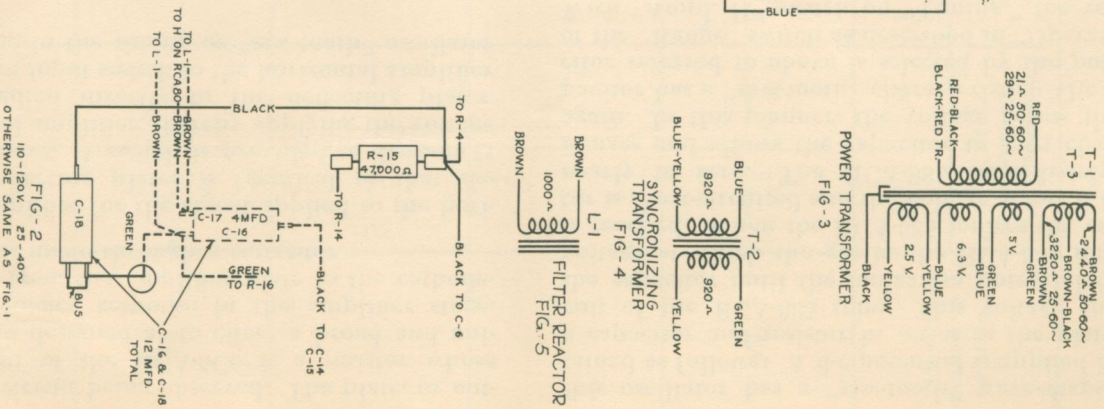 BLUE
T-1
T-3
RED
21Ω 50-60~
29Ω 25-60~
RED-BLACK
BLACK-RED TR.
BROWN
2440Ω 50-60~
BROWN-BLACK
BROWN
3220Ω 25-60~
GREEN
5 V.
GREEN
BLUE
6.3 V.
BLUE
YELLOW
2.5 V.
YELLOW
BLACK
POWER TRANSFORMER
FIG-3
-2
BLUE
920Ω
BLUE-YELLOW
GREEN
990Ω
YELLOW
SYNCRONIZING
TRANSFORMER
FIG-4
L-1
BROWN
1000Ω
BROWN
FILTER REACTOR
FIG-5
TO R-4
BLACK TO C-6
R-15
47,000Ω
TO R-14
BLACK
TO L-1
TO H ON RCA80
TO L-1
BROWN
BROWN
BROWN
C-17 4MFD
C-16
BLACK
TO C-14
C-15
GREEN
TO R-16
GREEN
C-18
BUS
C-16 & C-18
12 MFD.
TOTAL
FIG-2
110-120V. 25-40~
OTHERWISE SAME AS FIG.-1